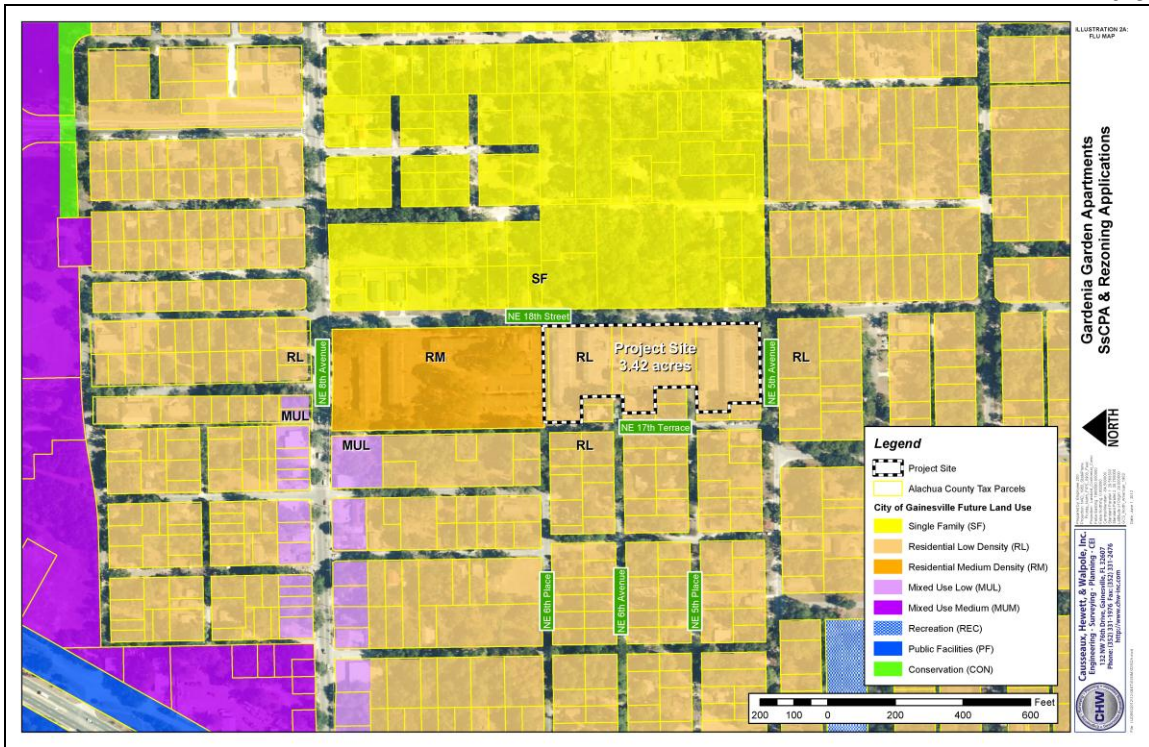 ILLUSTRATION 2A:
FLU MAP
Gardenia Garden Apartments
SsCPA & Rezoning Applications
NORTH
SF
NE 18th Street
RL
NE 8th Avenue
RM
RL
Project Site
3.42 acres
NE 5th Avenue
RL
MUL
MUL
RL
NE 17th Terrace
NE 6th Place
NE 6th Avenue
NE 5th Place
Legend
Project Site
Alachua County Tax Parcels
City of Gainesville Future Land Use
Single Family (SF)
Residential Low Density (RL)
Residential Medium Density (RM)
Mixed Use Low (MUL)
Mixed Use Medium (MUM)
Recreation (REC)
Public Facilities (PF)
Conservation (CON)
Feet
200 100 0 200 400 600
Causseaux, Hewett, & Walpole, Inc.
Engineering - Surveying - Planning - CEI
132 NW 76th Drive, Gainesville, FL 32607
Phone: (352) 331-1976 Fax: (352) 331-2476
http://www.chw-inc.com
CHW